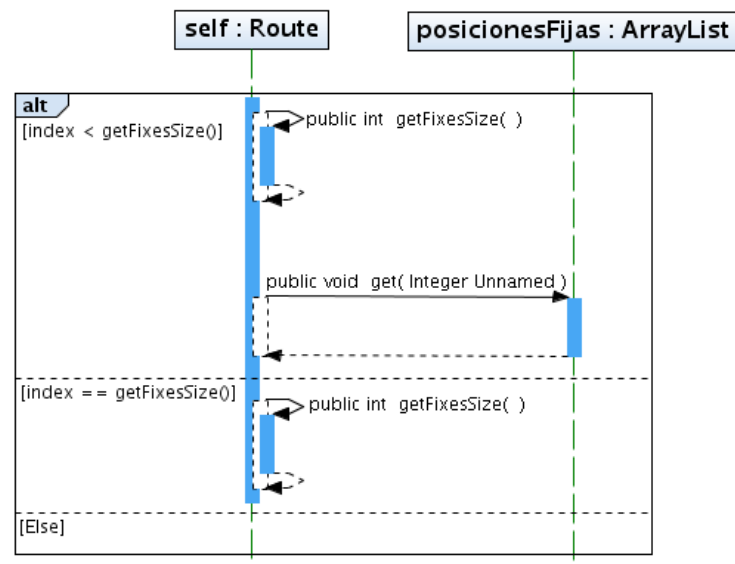 self : Route
posicionesFijas : ArrayList
alt
[index < getFixesSize()]
public int  getFixesSize(  )
public void  get( Integer Unnamed )
[index == getFixesSize()]
public int  getFixesSize(  )
[Else]